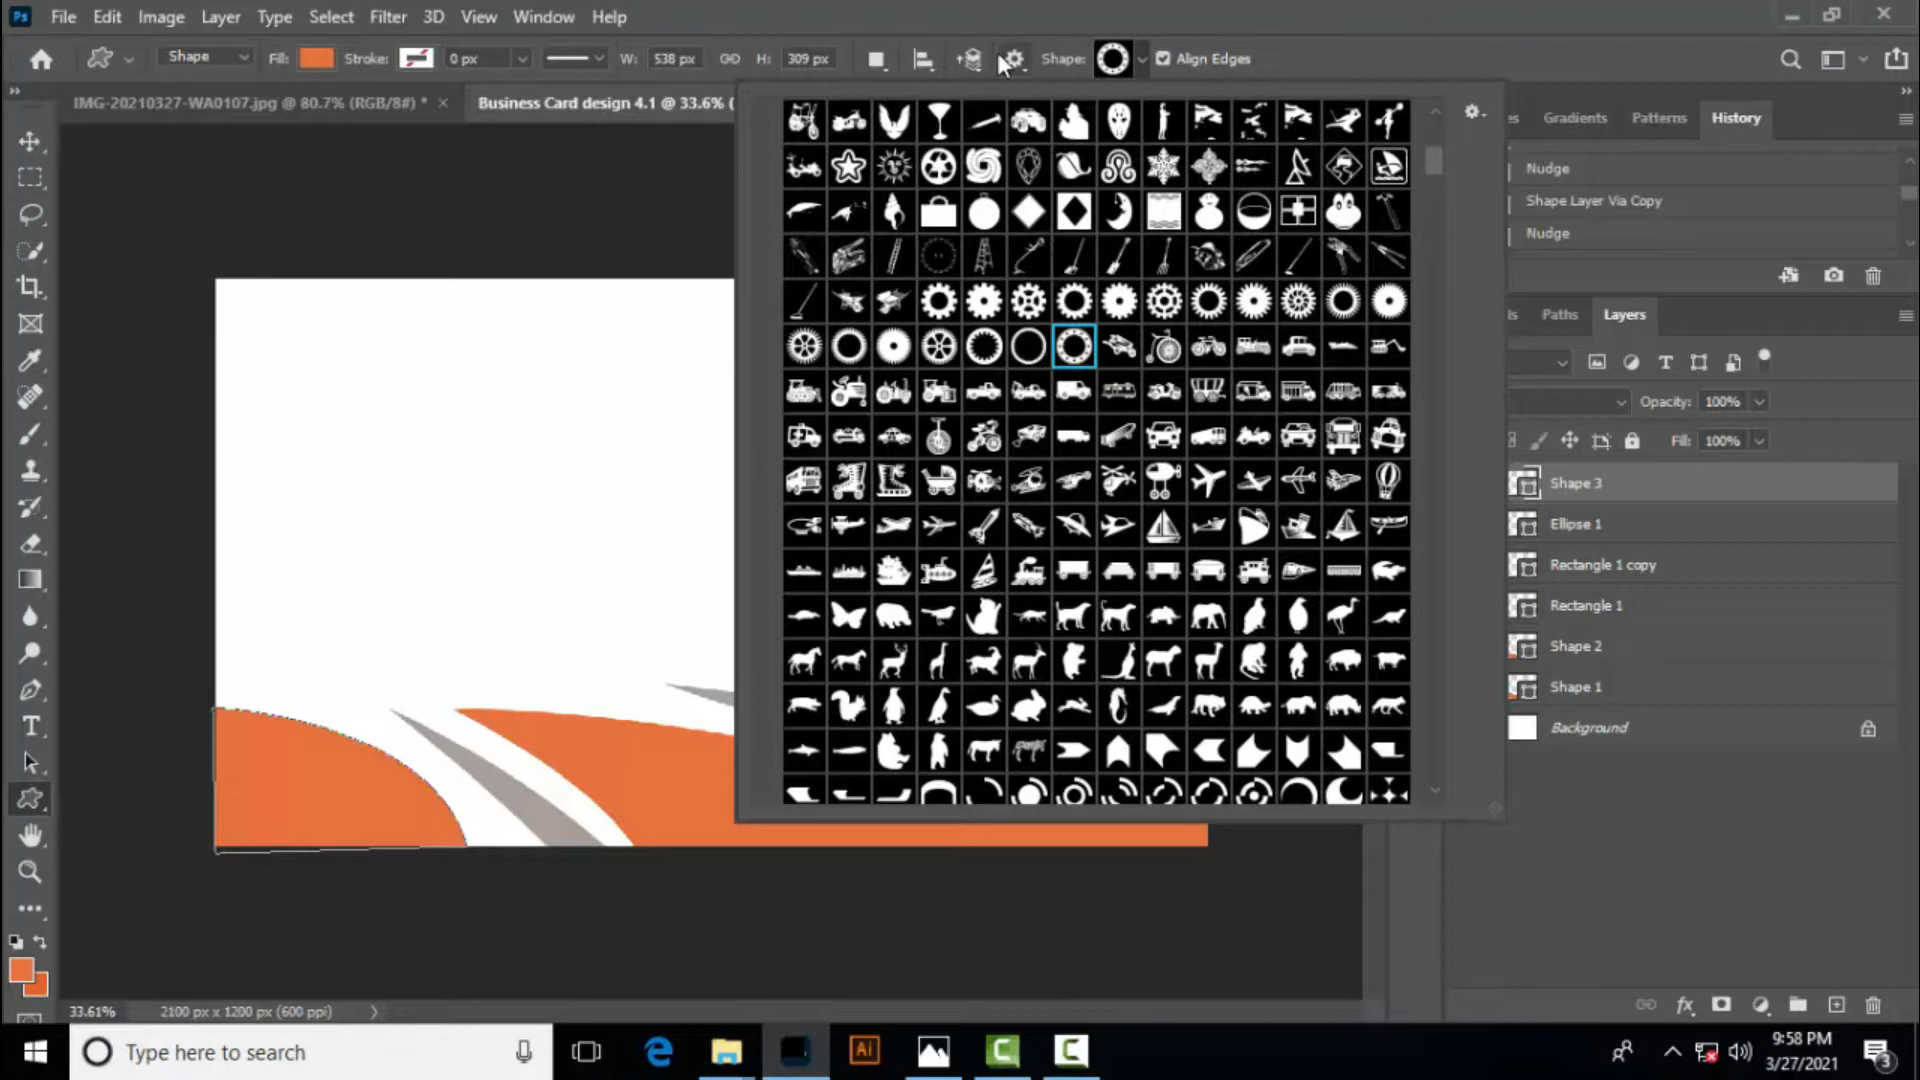 Ps File Edit Image Layer Type Select Filter 3D View Window Help
Shape Fill: Stroke: 0 px W: 538 px H: 309 px Shape: Align Edges
IMG-20210327-WA0107.jpg @ 80.7% (RGB/8#) * × Business Card design 4.1 @ 33.6% (
Gradients Patterns History
Nudge
Shape Layer Via Copy
Nudge
Paths Layers
Opacity: 100%
Fill: 100%
Shape 3
Ellipse 1
Rectangle 1 copy
Rectangle 1
Shape 2
Shape 1
Background
fx
33.61% 2100 px x 1200 px (600 ppi)
Type here to search
Ai
9:58 PM
3/27/2021
3